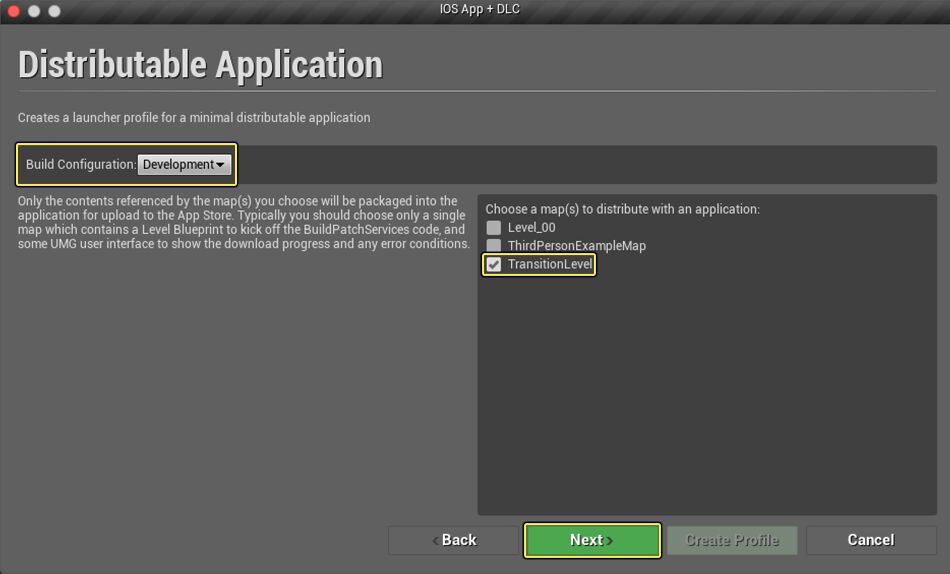 IOS App + DLC
Distributable Application
Creates a launcher profile for a minimal distributable application
Build Configuration: Development
Only the contents referenced by the map(s) you choose will be packaged into the
application for upload to the App Store. Typically you should choose only a single
map which contains a Level Blueprint to kick off the BuildPatchServices code, and
some UMG user interface to show the download progress and any error conditions.
Choose a map(s) to distribute with an application:
Level_00
ThirdPersonExampleMap
TransitionLevel
Back
Next
Create Profile
Cancel